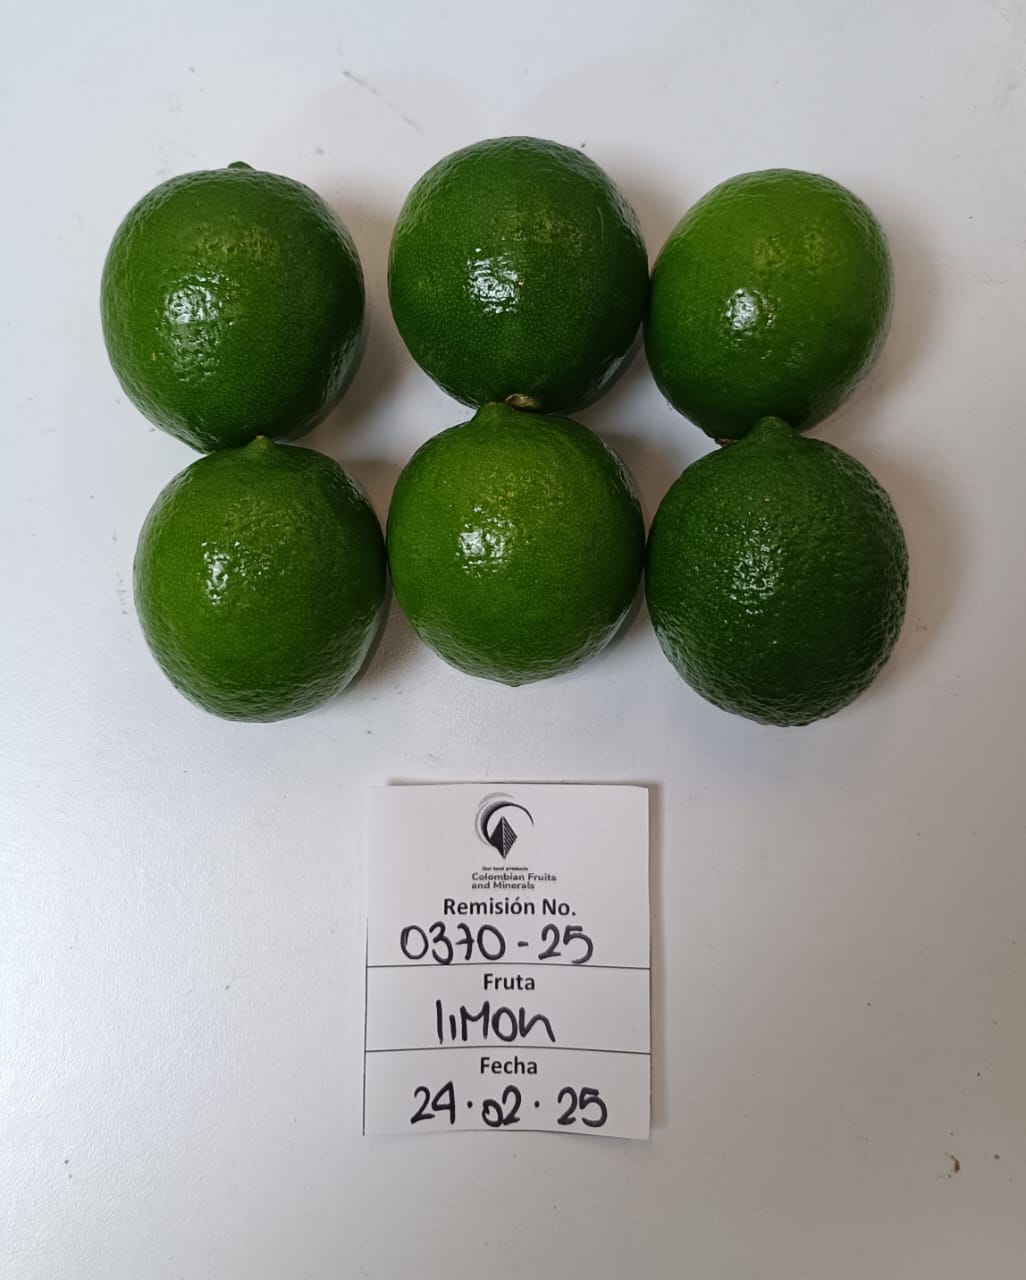 Our land products
Colombian Fruits
and Minerals
Remisión No.
0370-25
Fruta
liMon
Fecha
24·02·25